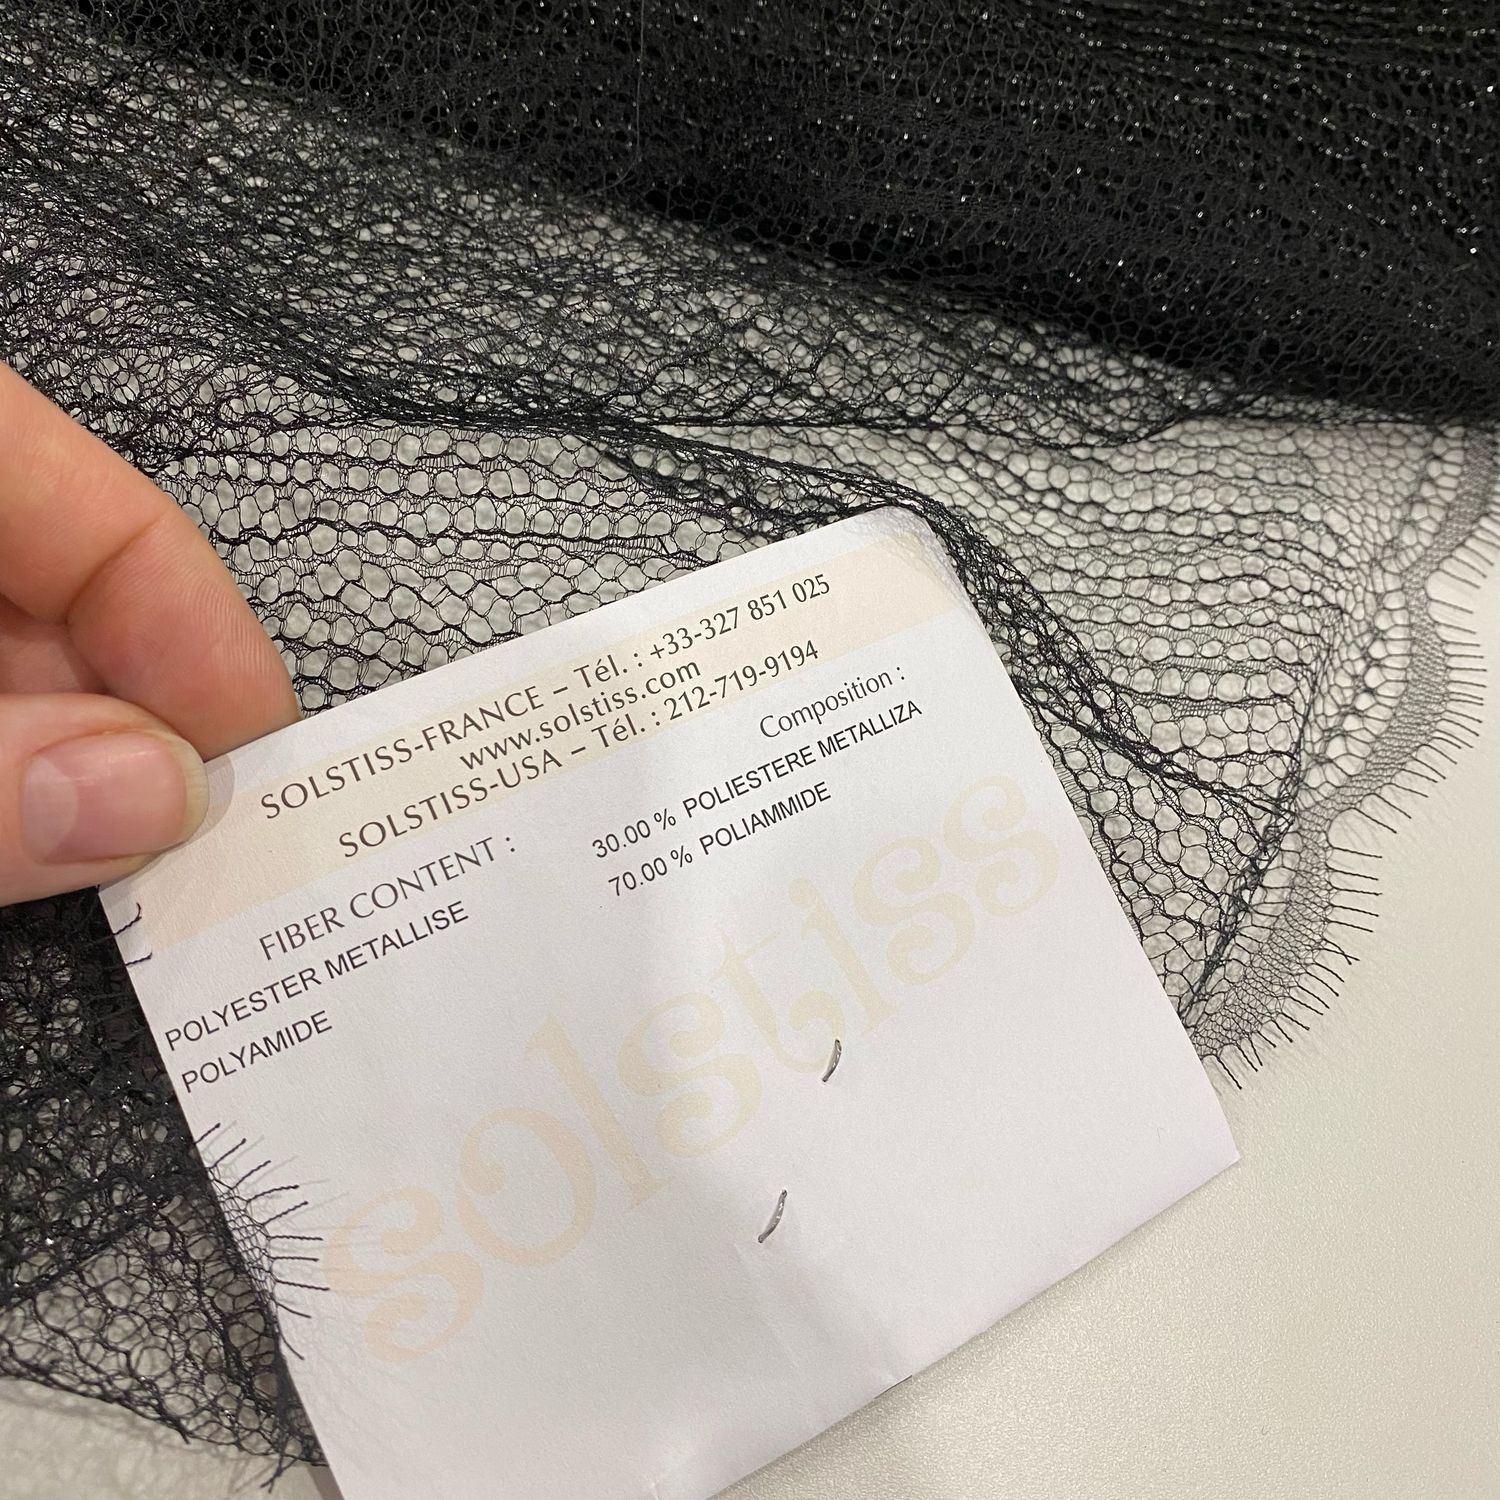 SOLSTISS-FRANCE – Tél. : +33-327 851 025
www.solstiss.com
SOLSTISS-USA – Tél. : 212-719-9194
FIBER CONTENT :
POLYESTER METALLISE
POLYAMIDE
Composition :
30.00 % POLIESTERE METALLIZA
70.00 % POLIAMMIDE
solstiss